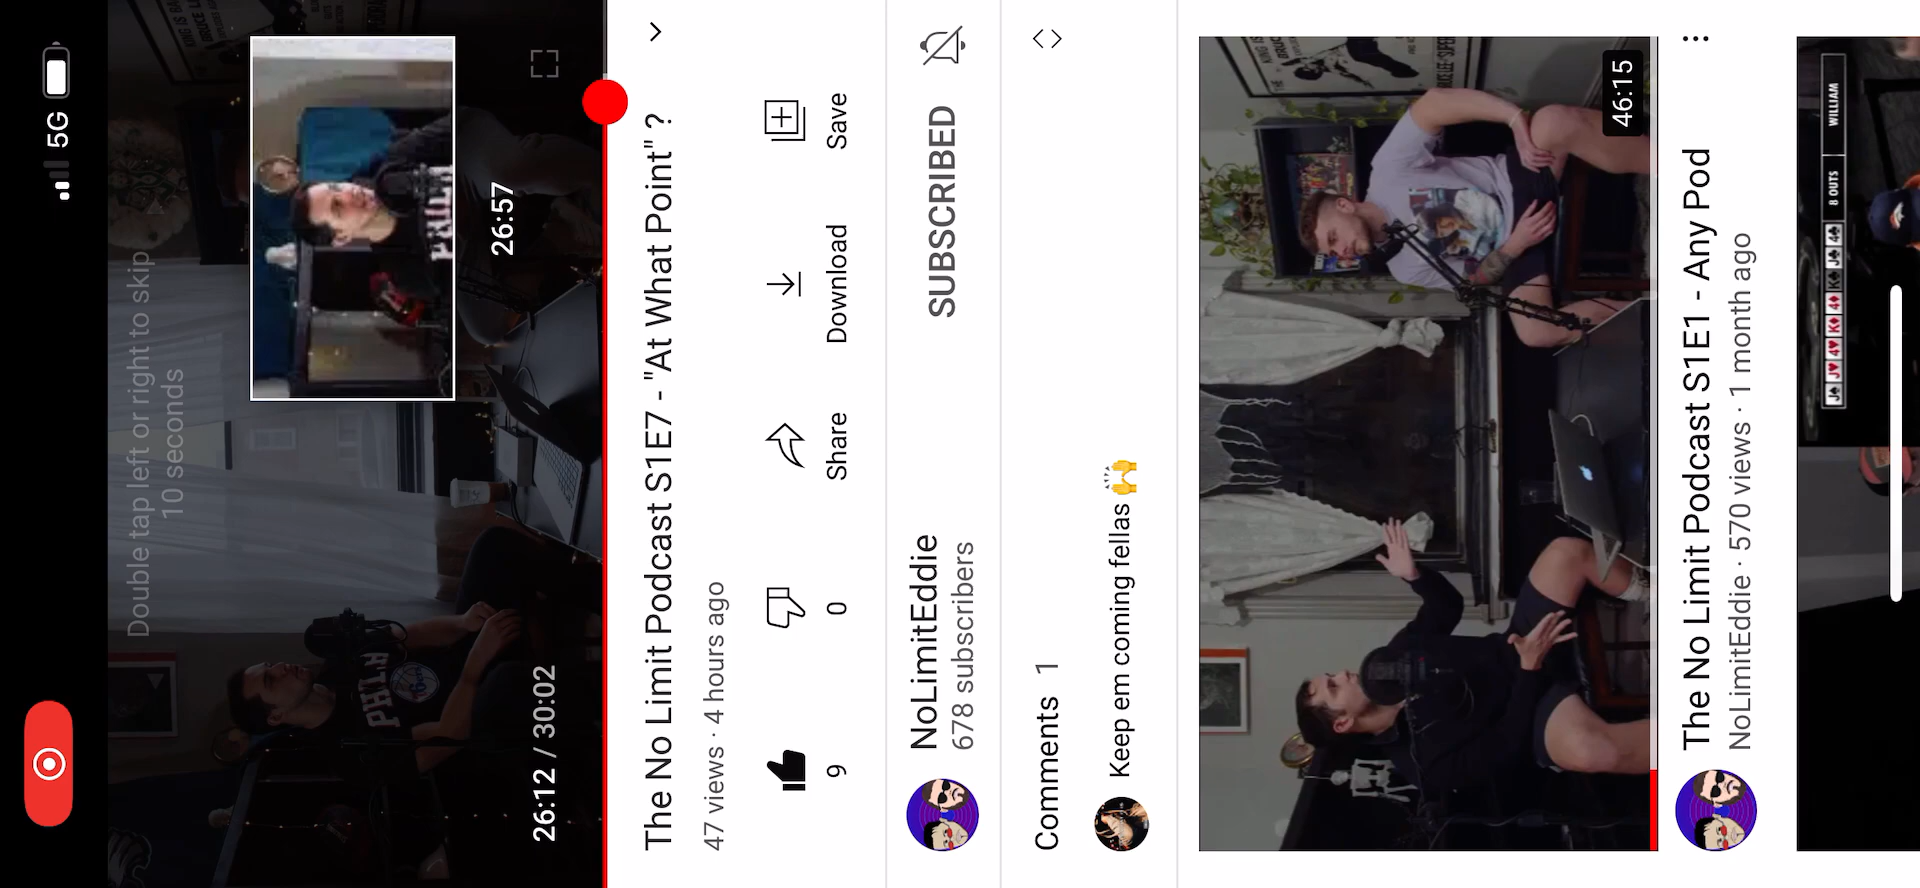 5G
Double tap left or right to skip
10 seconds
PHILA
26:57
26:12 / 30:02
The No Limit Podcast S1E7 - "At What Point" ?
47 views · 4 hours ago
9
0
Share
Download
Save
NoLimitEddie
678 subscribers
SUBSCRIBED
Comments 1
Keep em coming fellas 🙌
46:15
The No Limit Podcast S1E1 - Any Pod
NoLimitEddie · 570 views · 1 month ago
8 OUTS
WILLIAM